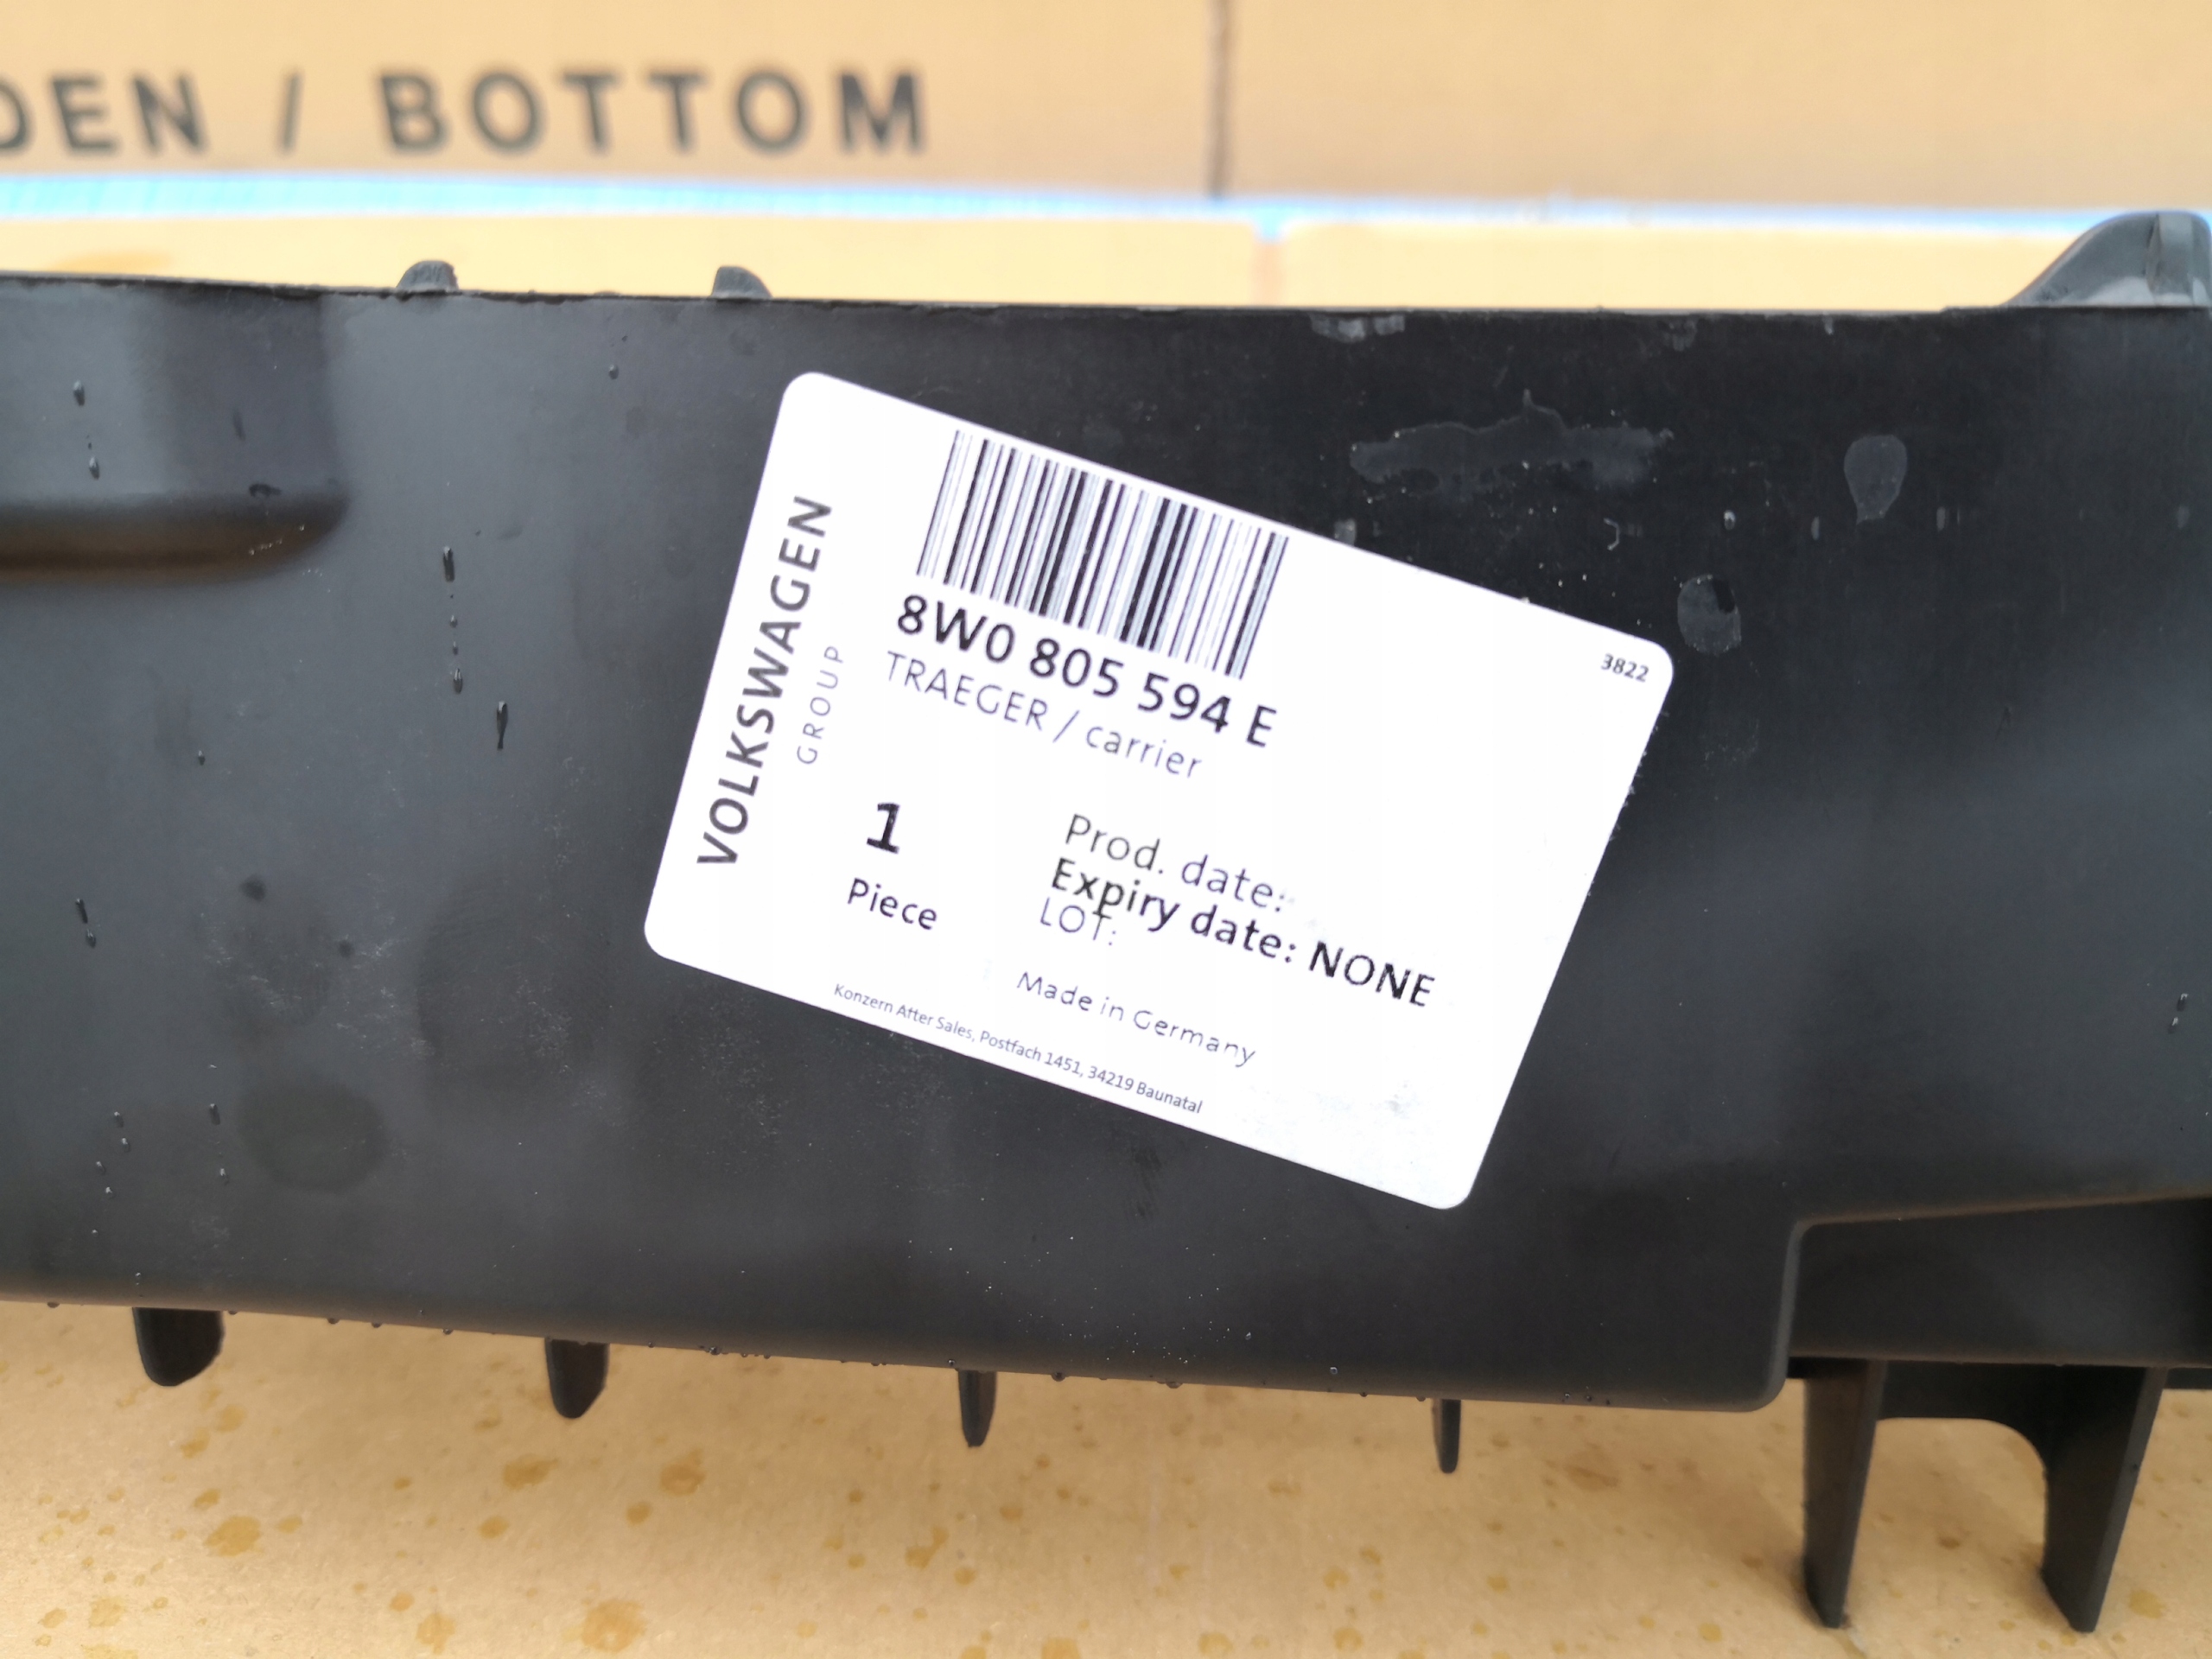 DEN / BOTTOM
VOLKSWAGEN
GROUP
8W0 805 594 E
3822
TRAEGER / carrier
1
Piece
Prod. date:
Expiry date: NONE
LOT:
Made in Germany
Konzern After Sales, Postfach 1451, 34219 Baunatal